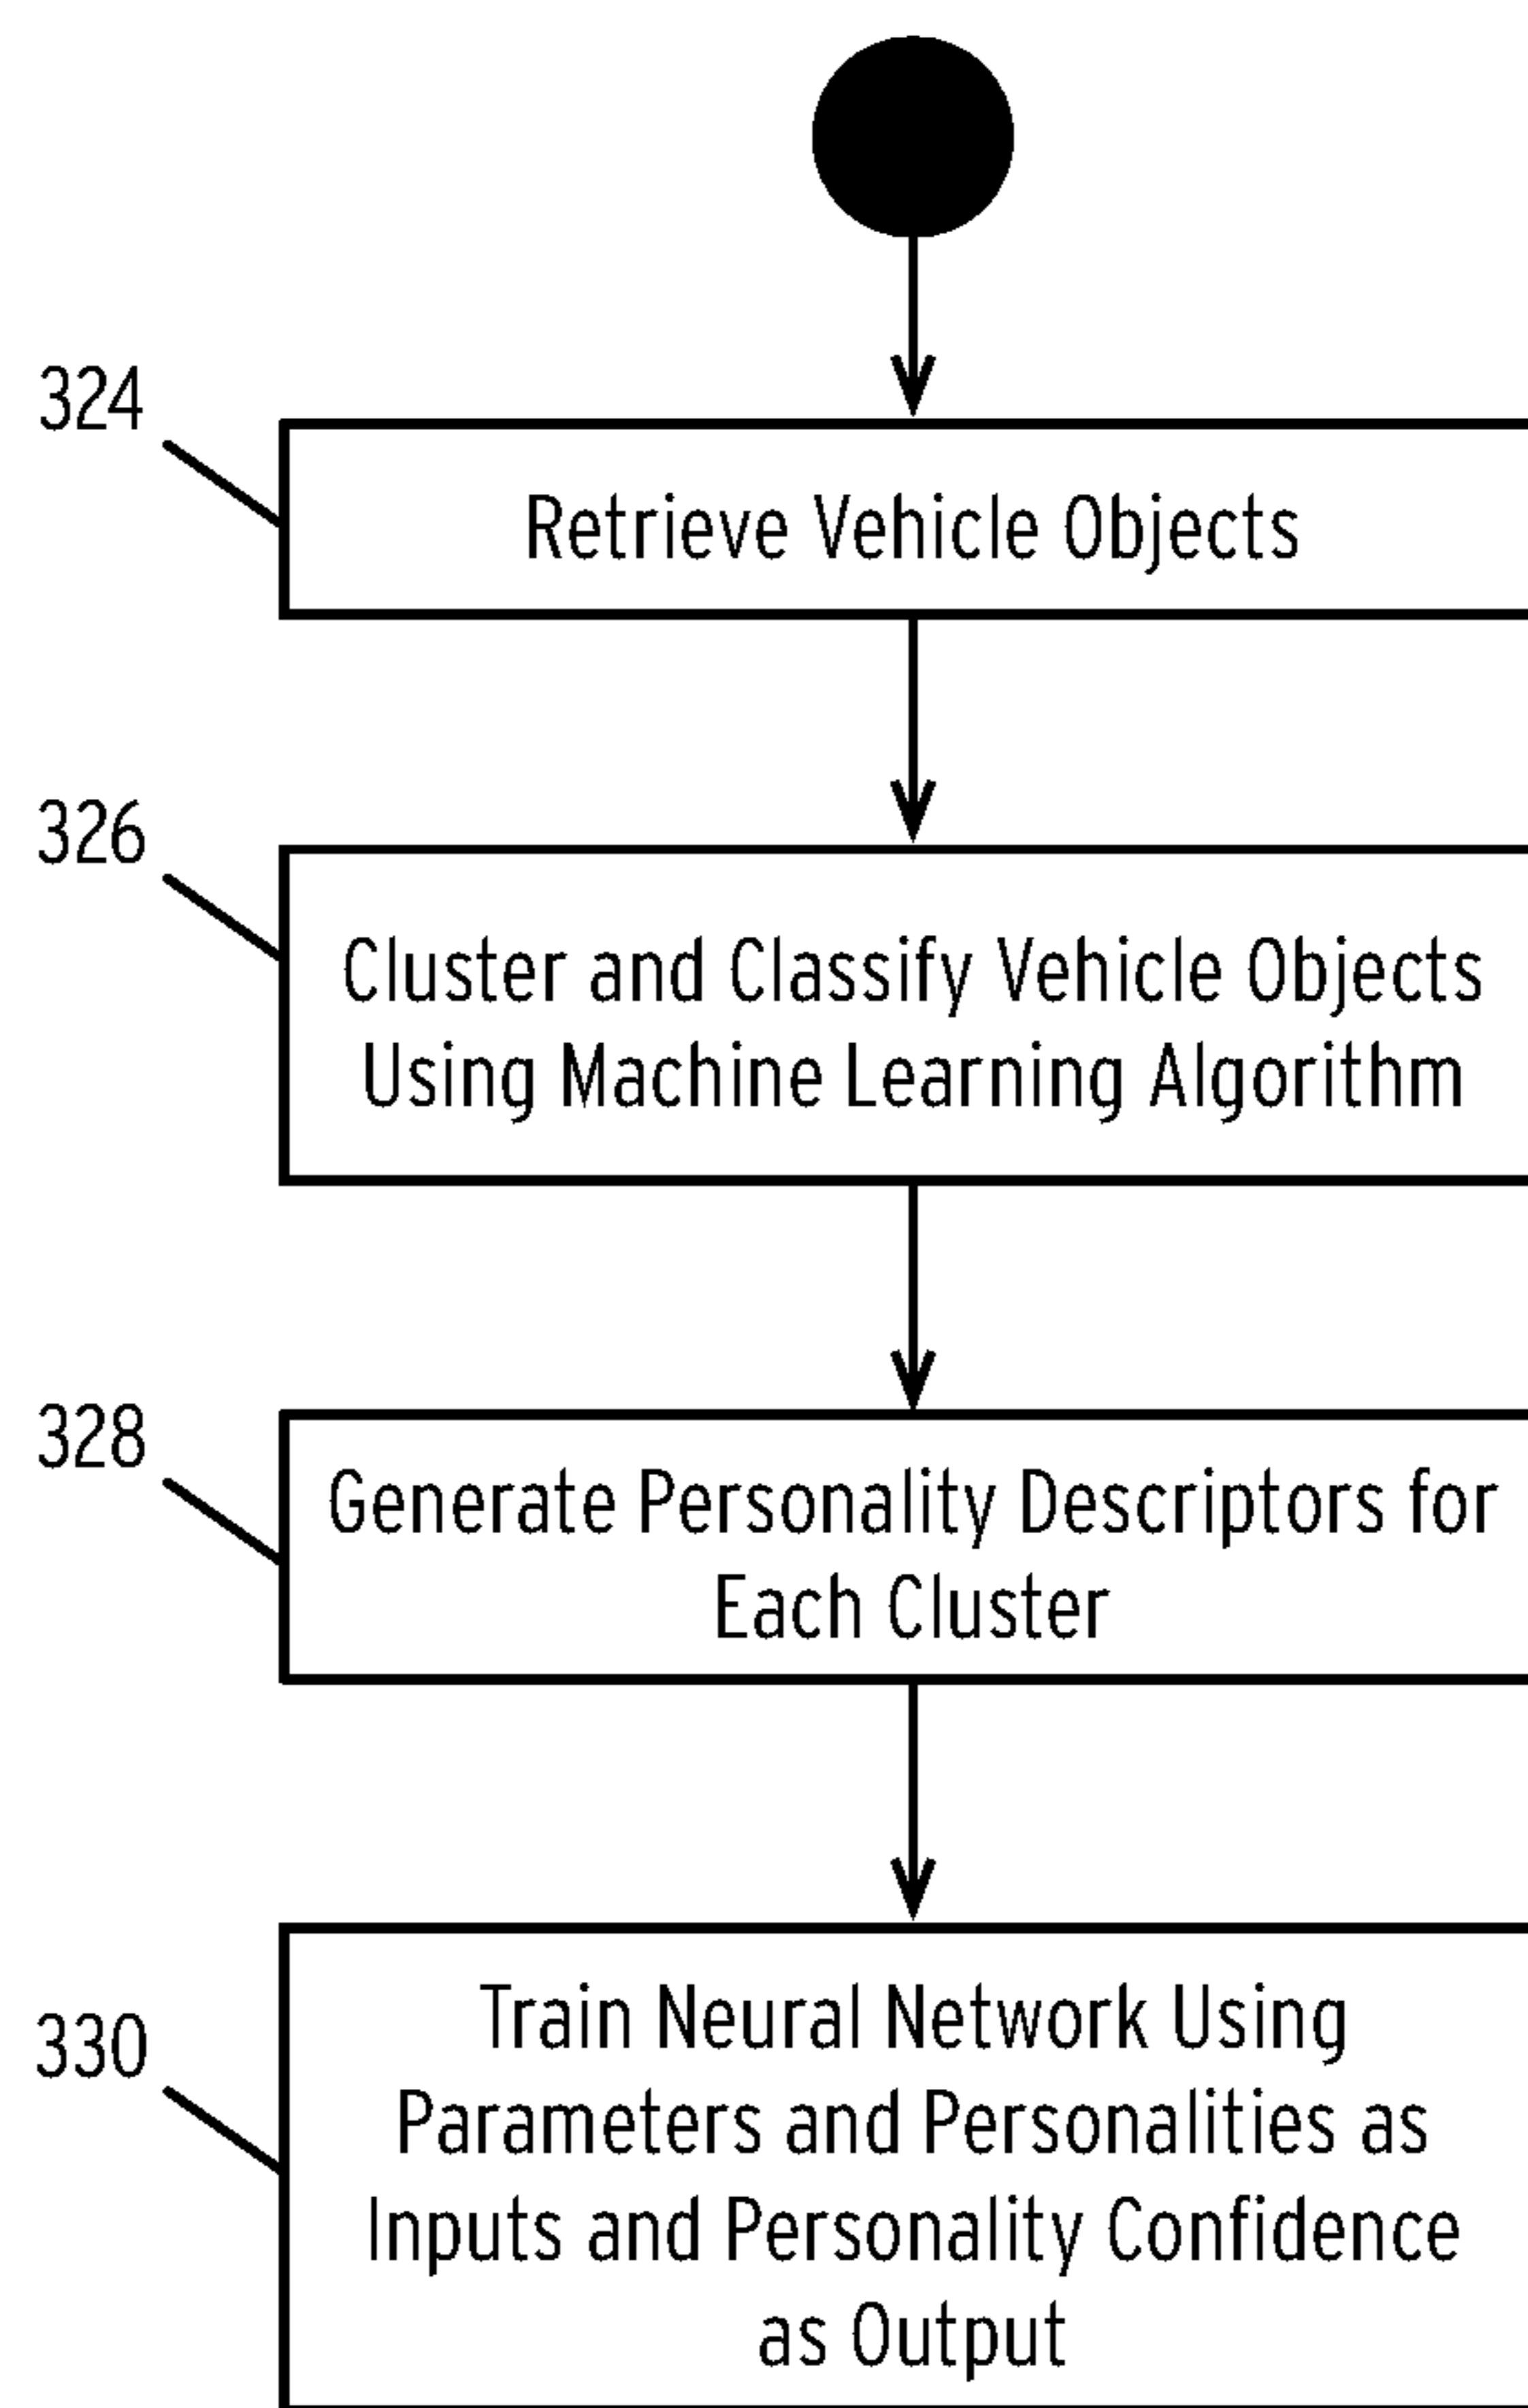 324
Retrieve Vehicle Objects
326
Cluster and Classify Vehicle Objects
Using Machine Learning Algorithm
328
Generate Personality Descriptors for
Each Cluster
330
Train Neural Network Using
Parameters and Personalities as
Inputs and Personality Confidence
as Output